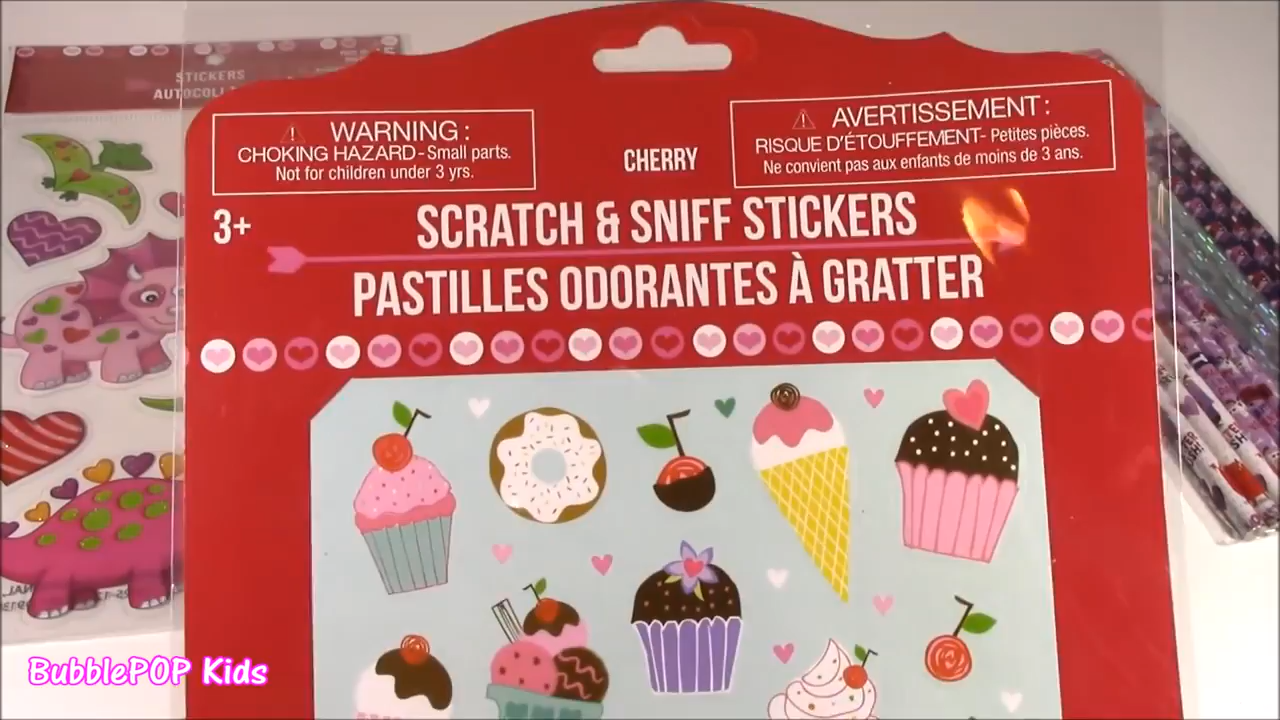 STICKERS
WARNING:
CHOKING HAZARD - Small parts.
Not for children under 3 yrs.
CHERRY
AVERTISSEMENT :
RISQUE D'ÉTOUFFEMENT- Petites pièces.
Ne convient pas aux enfants de moins de 3 ans.
3+
SCRATCH & SNIFF STICKERS
PASTILLES ODORANTES À GRATTER
BubblePOP Kids